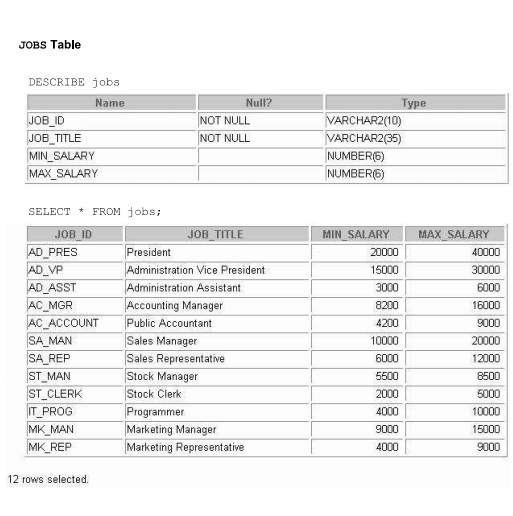 JOBS Table
DESCRIBE jobs
Name Null? Type
JOB_ID NOT NULL VARCHAR2(10)
JOB_TITLE NOT NULL VARCHAR2(35)
MIN_SALARY NUMBER(6)
MAX_SALARY NUMBER(6)
SELECT * FROM jobs;
JOB_ID JOB_TITLE MIN_SALARY MAX_SALARY
AD_PRES President 20000 40000
AD_VP Administration Vice President 15000 30000
AD_ASST Administration Assistant 3000 6000
AC_MGR Accounting Manager 8200 16000
AC_ACCOUNT Public Accountant 4200 9000
SA_MAN Sales Manager 10000 20000
SA_REP Sales Representative 6000 12000
ST_MAN Stock Manager 5500 8500
ST_CLERK Stock Clerk 2000 5000
IT_PROG Programmer 4000 10000
MK_MAN Marketing Manager 9000 15000
MK_REP Marketing Representative 4000 9000
12 rows selected.